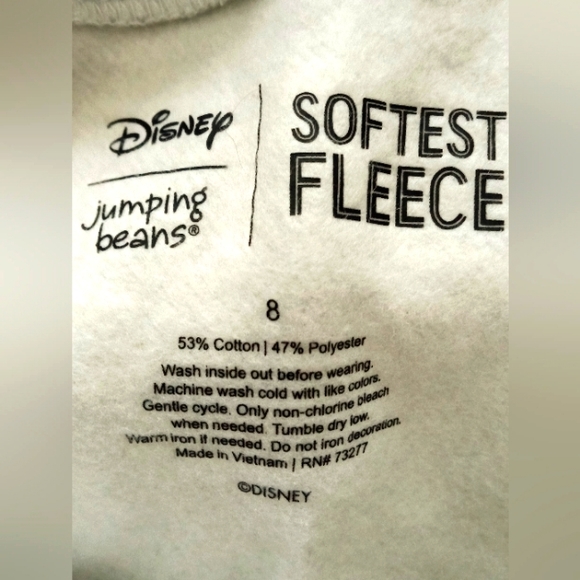 Disney
jumping
beans®
SOFTEST
FLEECE
8
53% Cotton | 47% Polyester
Wash inside out before wearing.
Machine wash cold with like colors.
Gentle cycle. Only non-chlorine bleach
when needed. Tumble dry low.
Warm iron if needed. Do not iron decoration.
Made in Vietnam | RN# 73277
©DISNEY